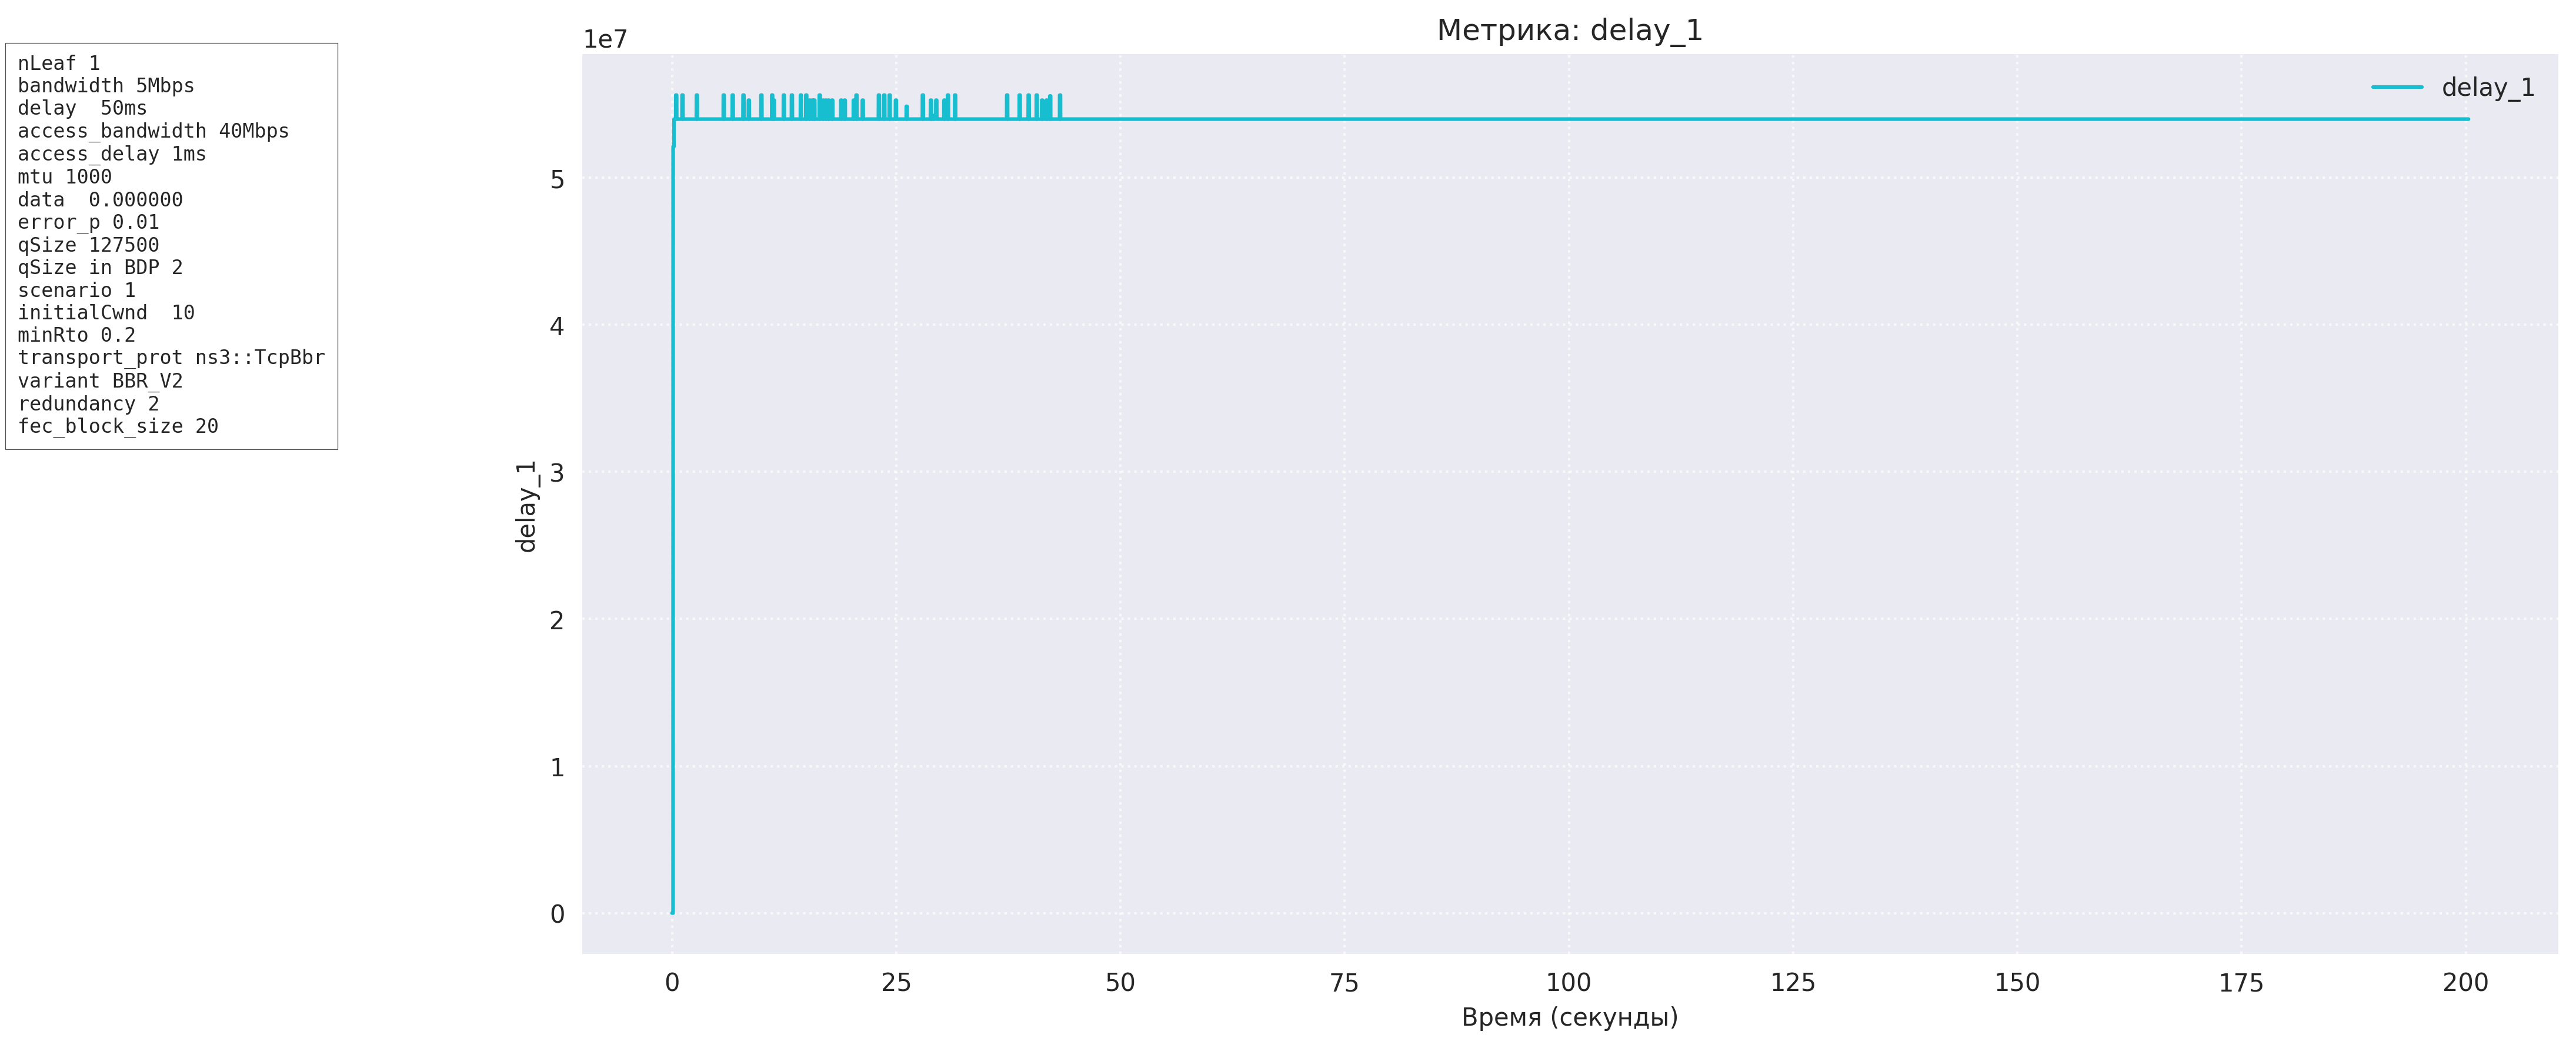 Метрика: delay_1
1e7
nLeaf 1
bandwidth 5Mbps
delay  50ms
access_bandwidth 40Mbps
access_delay 1ms
mtu 1000
data  0.000000
error_p 0.01
qSize 127500
qSize in BDP 2
scenario 1
initialCwnd  10
minRto 0.2
transport_prot ns3::TcpBbr
variant BBR_V2
redundancy 2
fec_block_size 20
delay_1
delay_1
5
4
3
2
1
0
0 25 50 75 100 125 150 175 200
Время (секунды)